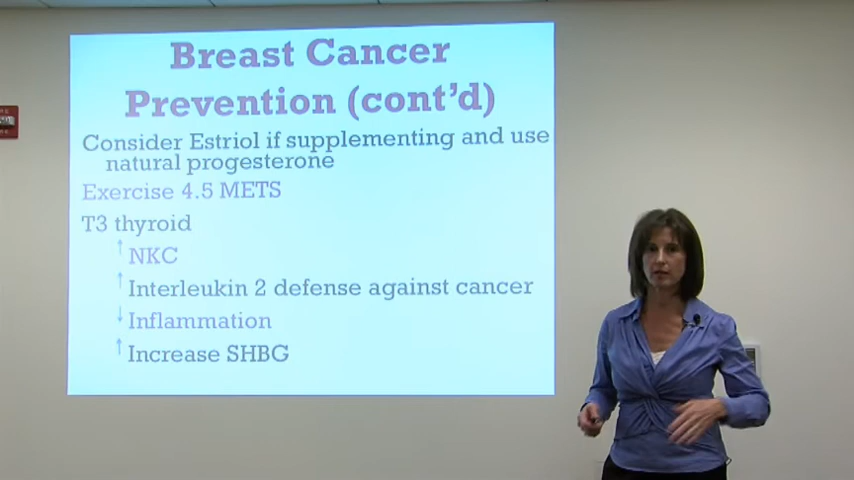 Breast Cancer
Prevention (cont'd)
Consider Estriol if supplementing and use
natural progesterone
Exercise 4.5 METS
T3 thyroid
↑ NKC
↑ Interleukin 2 defense against cancer
↓ Inflammation
↑ Increase SHBG